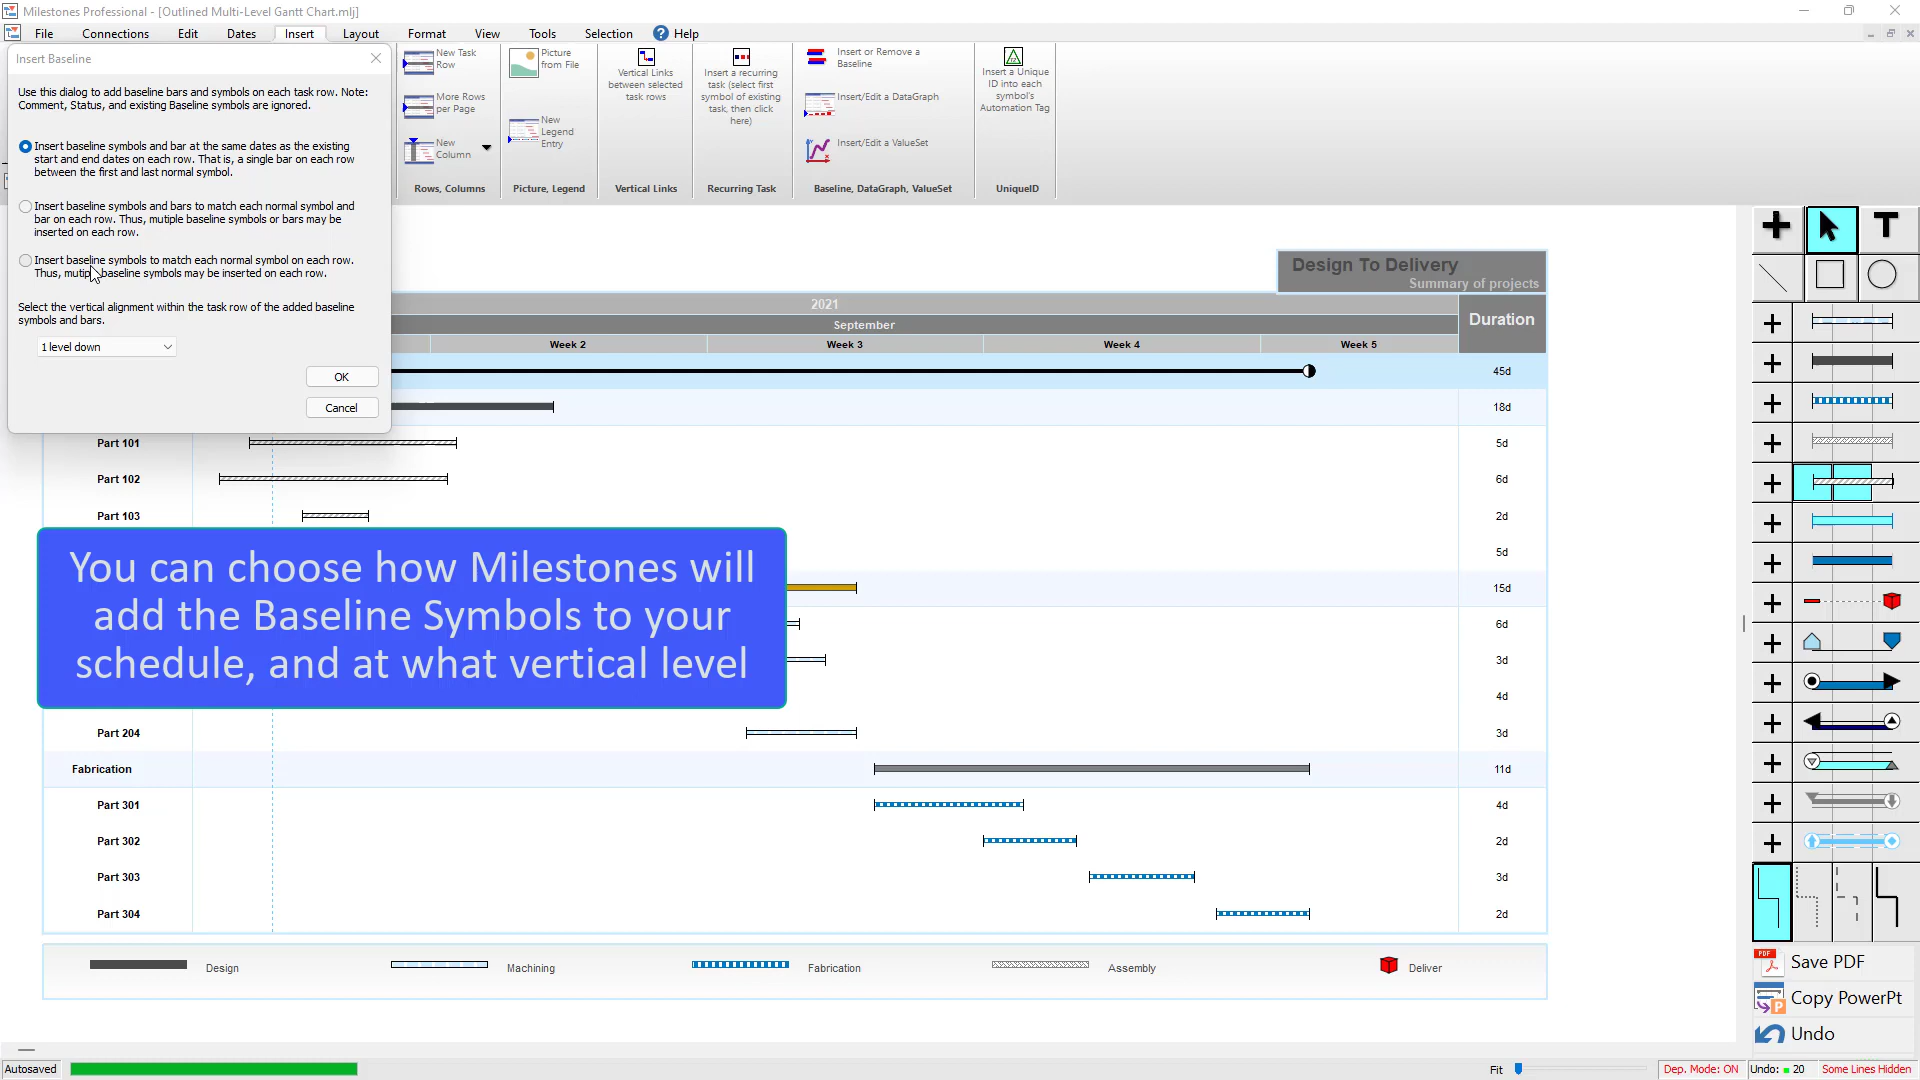 Milestones Professional - [Outlined Multi-Level Gantt Chart.mlj]
File Connections Edit Dates Insert Layout Format View Tools Selection Help
Insert Baseline
Use this dialog to add baseline bars and symbols on each task row. Note:
Comment, Status, and existing Baseline symbols are ignored.
Insert baseline symbols and bar at the same dates as the existing
start and end dates on each row. That is, a single bar on each row
between the first and last normal symbol.
Insert baseline symbols and bars to match each normal symbol and
bar on each row. Thus, mutiple baseline symbols or bars may be
inserted on each row.
Insert baseline symbols to match each normal symbol on each row.
Thus, mutiple baseline symbols may be inserted on each row.
Select the vertical alignment within the task row of the added baseline
symbols and bars.
1 level down
OK
Cancel
New Task
Row
More Rows
per Page
New
Column
Rows, Columns
Picture
from File
New
Legend
Entry
Picture, Legend
Vertical Links
between selected
task rows
Vertical Links
Insert a recurring
task (select first
symbol of existing
task, then click
here)
Recurring Task
Insert or Remove a
Baseline
Insert/Edit a DataGraph
Insert/Edit a ValueSet
Baseline, DataGraph, ValueSet
Insert a Unique
ID into each
symbol's
Automation Tag
UniqueID
Design To Delivery
Summary of projects
2021
September
Duration
Week 2 Week 3 Week 4 Week 5
45d
18d
Part 101 5d
Part 102 6d
Part 103 2d
5d
15d
6d
3d
4d
You can choose how Milestones will
add the Baseline Symbols to your
schedule, and at what vertical level
Part 204 3d
Fabrication 11d
Part 301 4d
Part 302 2d
Part 303 3d
Part 304 2d
Design Machining Fabrication Assembly Deliver
T
PDF Save PDF
P Copy PowerPt
Undo
Autosaved
Fit
Dep. Mode: ON
Undo: 20
Some Lines Hidden